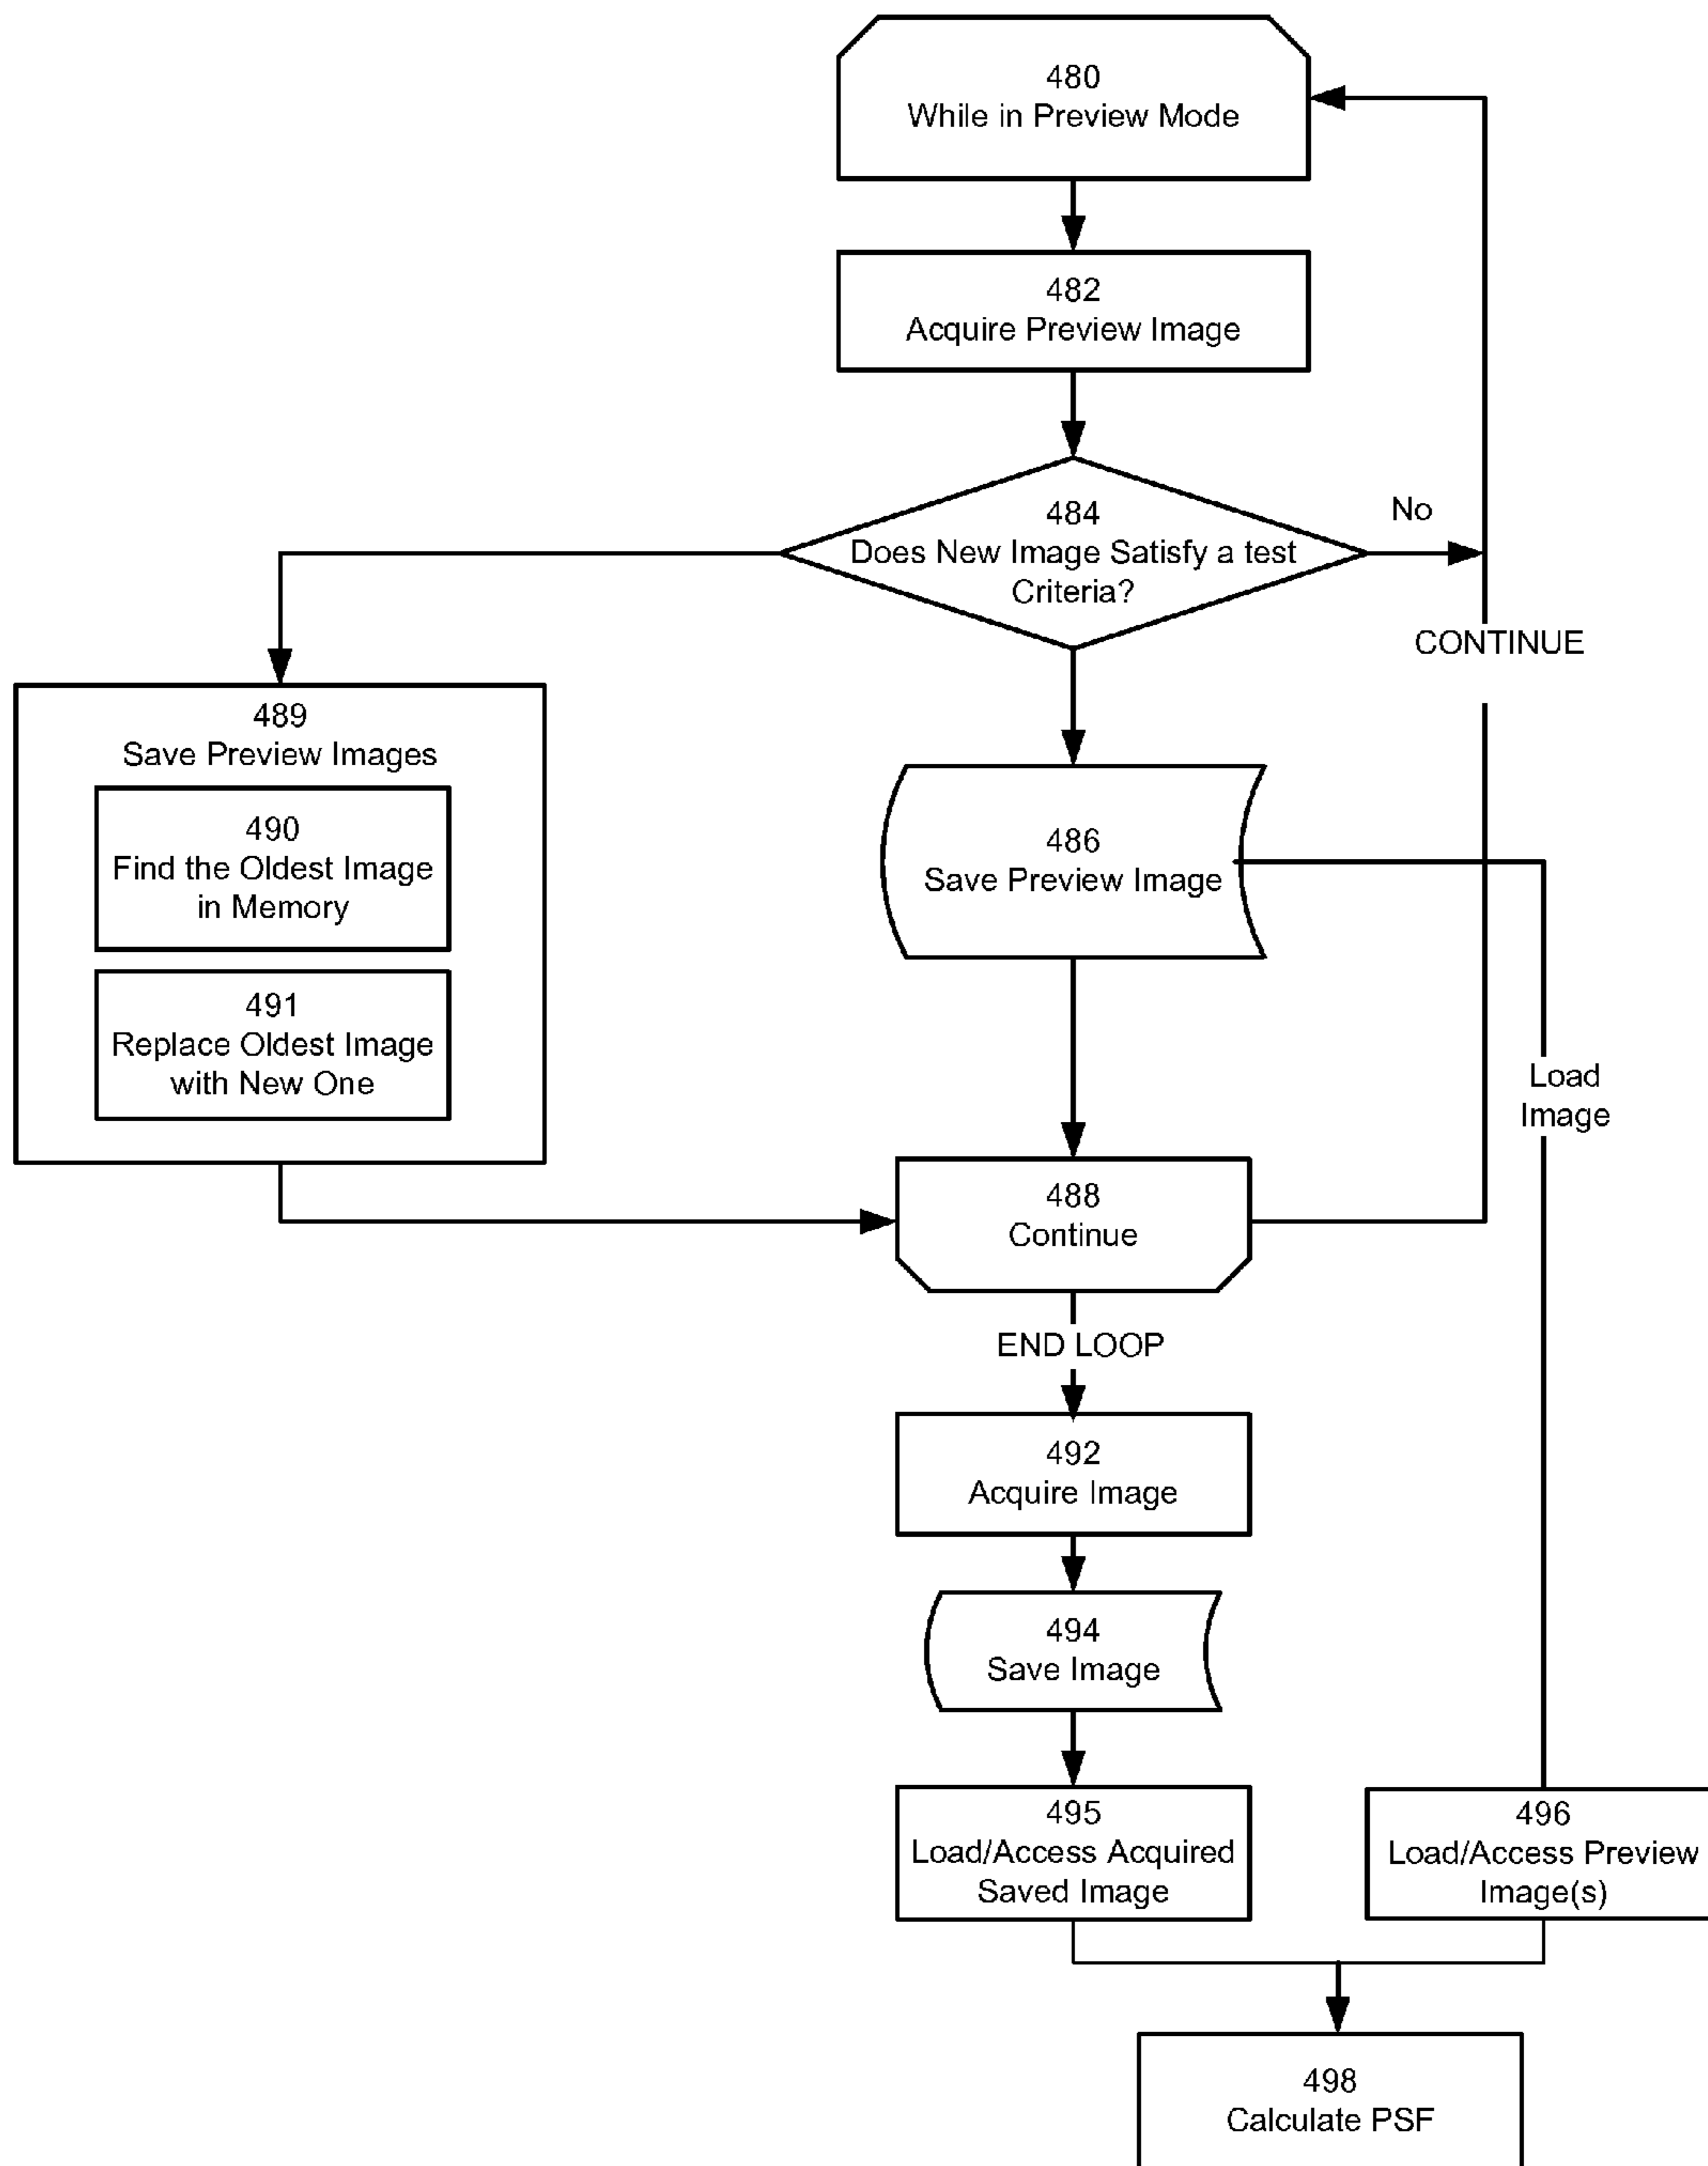 480
While in Preview Mode
482
Acquire Preview Image
484
Does New Image Satisfy a test
Criteria?
No
CONTINUE
489
Save Preview Images
490
Find the Oldest Image
in Memory
491
Replace Oldest Image
with New One
486
Save Preview Image
Load
Image
488
Continue
END LOOP
492
Acquire Image
494
Save Image
495
Load/Access Acquired
Saved Image
496
Load/Access Preview
Image(s)
498
Calculate PSF